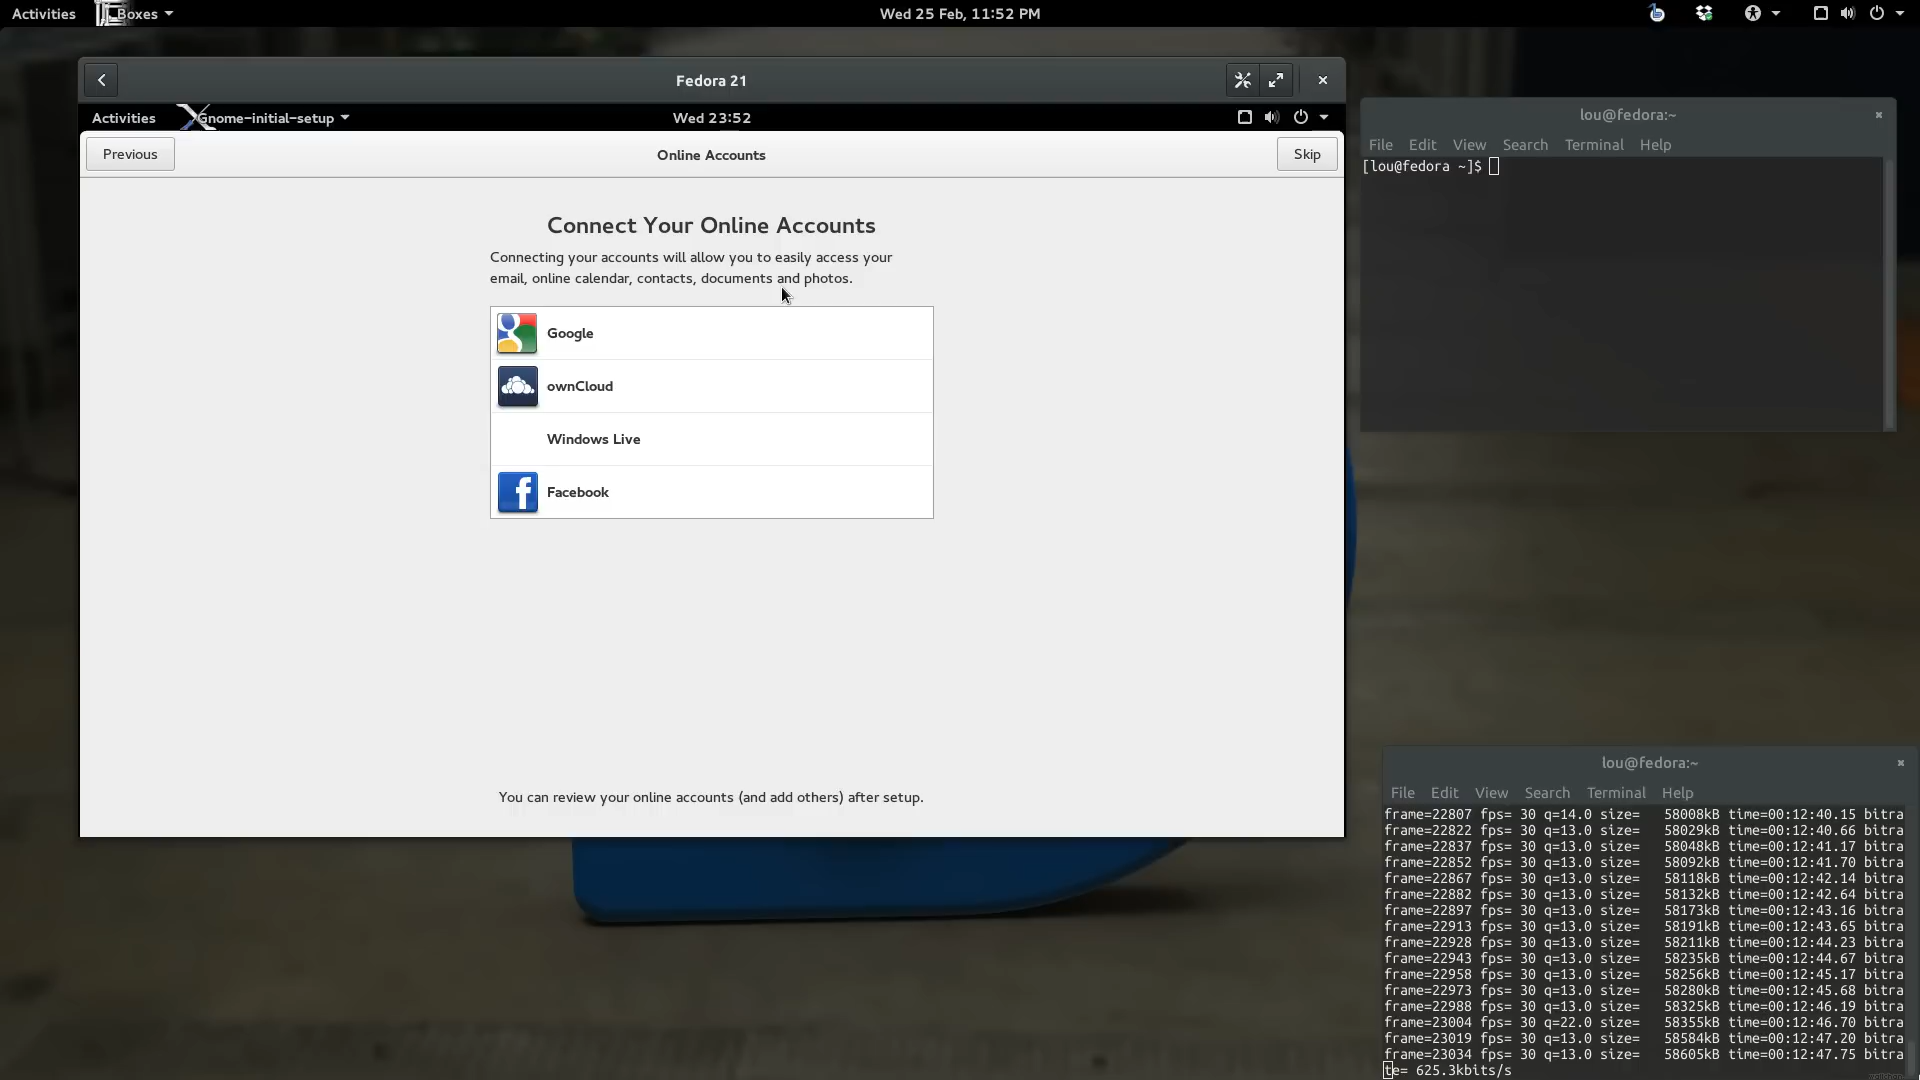 Activities Boxes Wed 25 Feb, 11:52 PM
Fedora 21
Activities Gnome-initial-setup Wed 23:52
Previous Online Accounts Skip
Connect Your Online Accounts
Connecting your accounts will allow you to easily access your
email, online calendar, contacts, documents and photos.
Google
ownCloud
Windows Live
Facebook
You can review your online accounts (and add others) after setup.
lou@fedora:~
File Edit View Search Terminal Help
[lou@fedora ~]$
lou@fedora:~
File Edit View Search Terminal Help
frame=22807 fps= 30 q=14.0 size=   58008kB time=00:12:40.15 bitra
frame=22822 fps= 30 q=13.0 size=   58029kB time=00:12:40.66 bitra
frame=22837 fps= 30 q=13.0 size=   58048kB time=00:12:41.17 bitra
frame=22852 fps= 30 q=13.0 size=   58092kB time=00:12:41.70 bitra
frame=22867 fps= 30 q=13.0 size=   58118kB time=00:12:42.14 bitra
frame=22882 fps= 30 q=13.0 size=   58132kB time=00:12:42.64 bitra
frame=22897 fps= 30 q=13.0 size=   58173kB time=00:12:43.16 bitra
frame=22913 fps= 30 q=13.0 size=   58191kB time=00:12:43.65 bitra
frame=22928 fps= 30 q=13.0 size=   58211kB time=00:12:44.23 bitra
frame=22943 fps= 30 q=13.0 size=   58235kB time=00:12:44.67 bitra
frame=22958 fps= 30 q=13.0 size=   58256kB time=00:12:45.17 bitra
frame=22973 fps= 30 q=13.0 size=   58280kB time=00:12:45.68 bitra
frame=22988 fps= 30 q=13.0 size=   58325kB time=00:12:46.19 bitra
frame=23004 fps= 30 q=22.0 size=   58355kB time=00:12:46.70 bitra
frame=23019 fps= 30 q=13.0 size=   58584kB time=00:12:47.20 bitra
frame=23034 fps= 30 q=13.0 size=   58605kB time=00:12:47.75 bitra
te= 625.3kbits/s